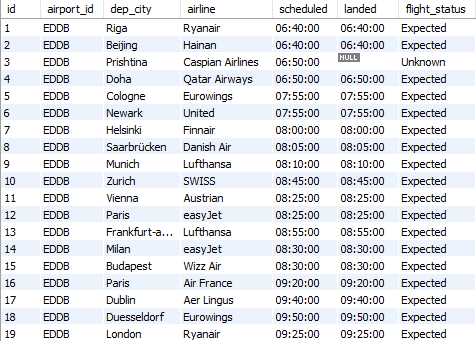 id airport_id dep_city airline scheduled landed flight_status
1 EDDB Riga Ryanair 06:40:00 06:40:00 Expected
2 EDDB Beijing Hainan 06:40:00 06:40:00 Expected
3 EDDB Prishtina Caspian Airlines 06:50:00 NULL Unknown
4 EDDB Doha Qatar Airways 06:50:00 06:50:00 Expected
5 EDDB Cologne Eurowings 07:55:00 07:55:00 Expected
6 EDDB Newark United 07:55:00 07:55:00 Expected
7 EDDB Helsinki Finnair 08:00:00 08:00:00 Expected
8 EDDB Saarbrücken Danish Air 08:05:00 08:05:00 Expected
9 EDDB Munich Lufthansa 08:10:00 08:10:00 Expected
10 EDDB Zurich SWISS 08:45:00 08:45:00 Expected
11 EDDB Vienna Austrian 08:25:00 08:25:00 Expected
12 EDDB Paris easyJet 08:25:00 08:25:00 Expected
13 EDDB Frankfurt-a... Lufthansa 08:55:00 08:55:00 Expected
14 EDDB Milan easyJet 08:30:00 08:30:00 Expected
15 EDDB Budapest Wizz Air 08:30:00 08:30:00 Expected
16 EDDB Paris Air France 09:20:00 09:20:00 Expected
17 EDDB Dublin Aer Lingus 09:40:00 09:40:00 Expected
18 EDDB Duesseldorf Eurowings 09:50:00 09:50:00 Expected
19 EDDB London Ryanair 09:25:00 09:25:00 Expected